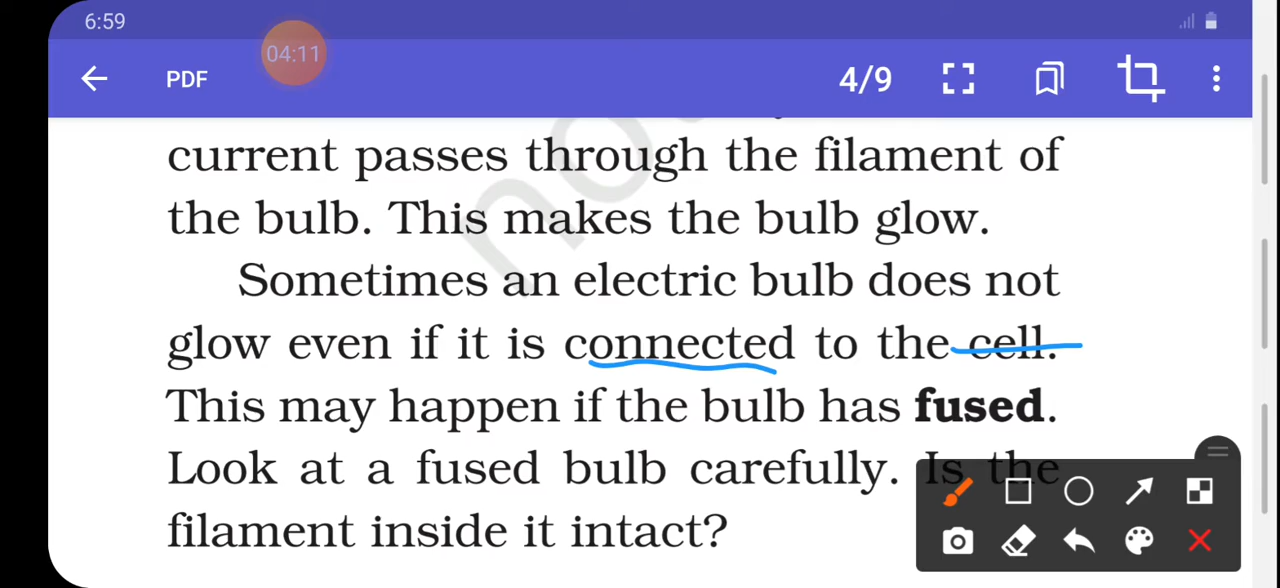 6:59
04:11
PDF
4/9
current passes through the filament of
the bulb. This makes the bulb glow.
Sometimes an electric bulb does not
glow even if it is connected to the cell.
This may happen if the bulb has fused.
Look at a fused bulb carefully. Is the
filament inside it intact?